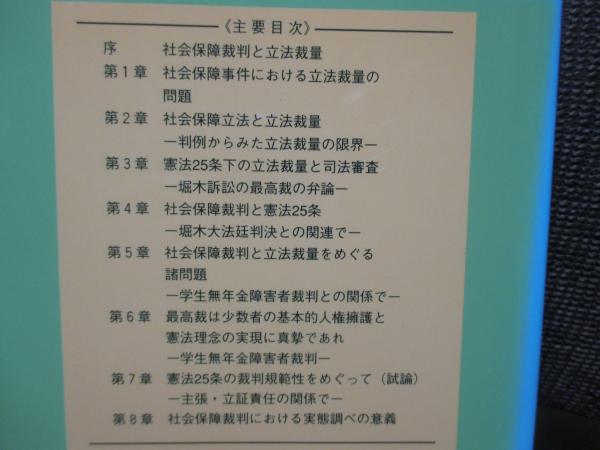 《主要目次》
序 社会保障裁判と立法裁量
第1章 社会保障事件における立法裁量の
問題
第2章 社会保障立法と立法裁量
―判例からみた立法裁量の限界―
第3章 憲法25条下の立法裁量と司法審査
―堀木訴訟の最高裁の弁論―
第4章 社会保障裁判と憲法25条
―堀木大法廷判決との関連で―
第5章 社会保障裁判と立法裁量をめぐる
諸問題
―学生無年金障害者裁判との関係で―
第6章 最高裁は少数者の基本的人権擁護と
憲法理念の実現に真摯であれ
―学生無年金障害者裁判―
第7章 憲法25条の裁判規範性をめぐって（試論）
―主張・立証責任の関係で―
第8章 社会保障裁判における実態調べの意義